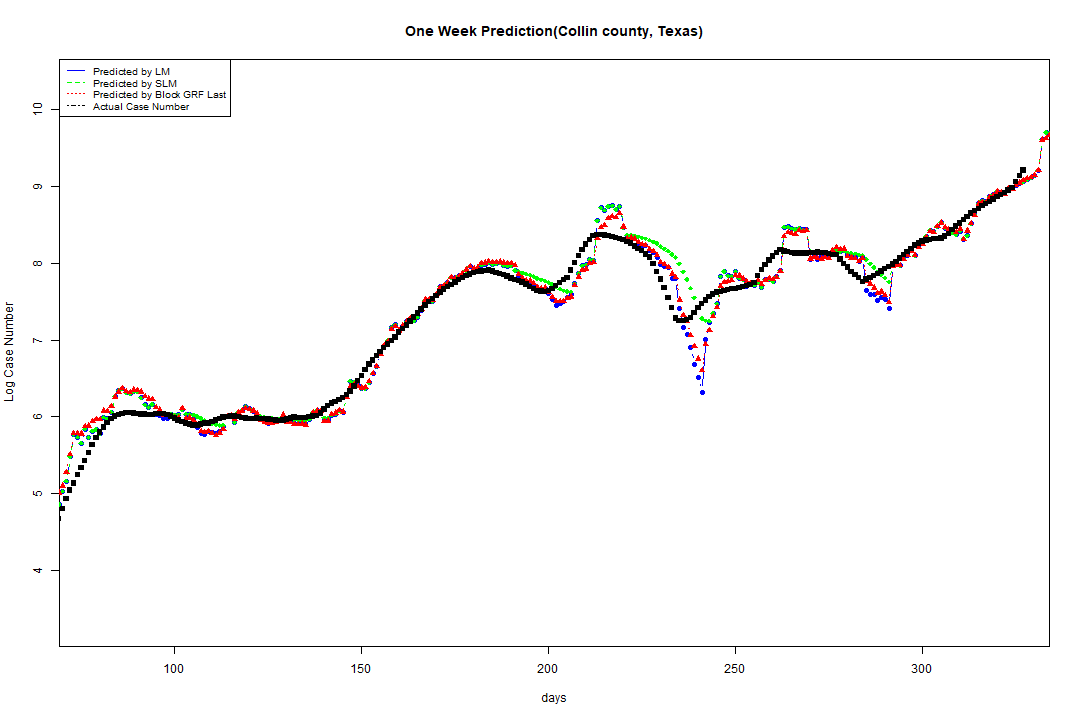 One Week Prediction(Collin county, Texas)
Predicted by LM
Predicted by SLM
Predicted by Block GRF Last
Actual Case Number
Log Case Number
10
9
8
7
6
5
4
100 150 200 250 300
days